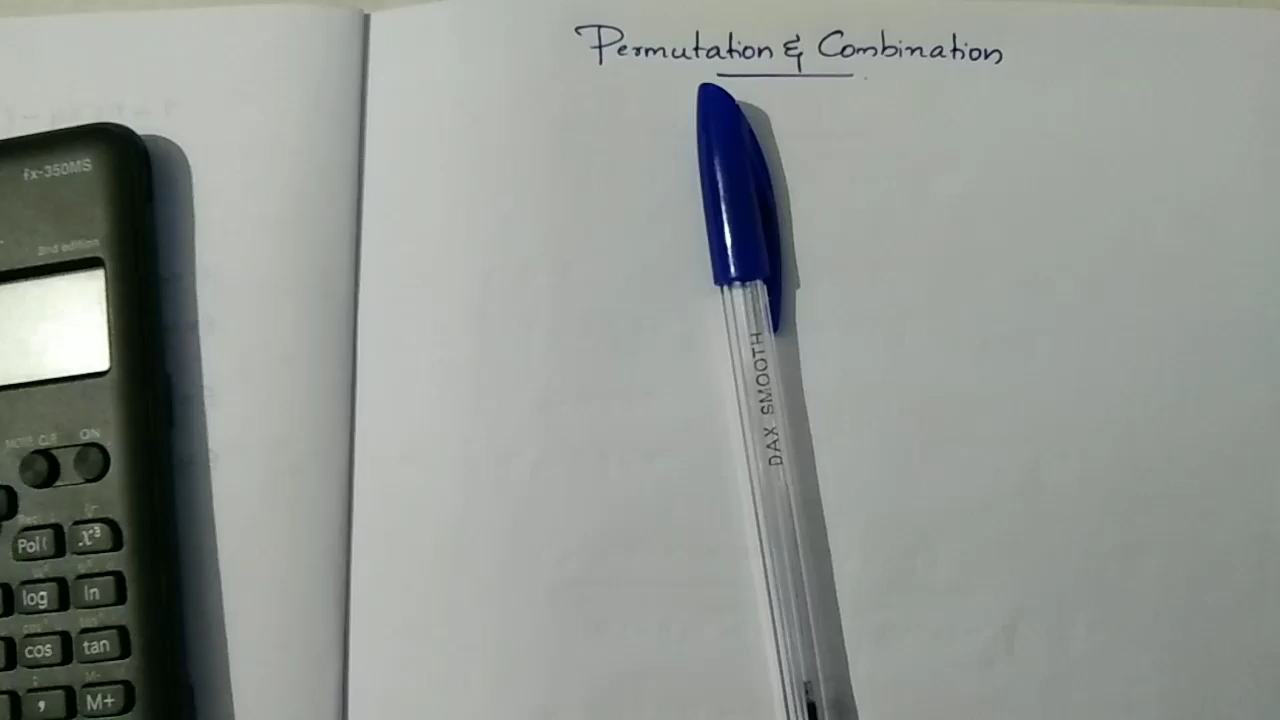 Permutation & Combination
fx-350MS
2nd edition
DAX SMOOTH
MODE CLR ON
Pol( x³
log ln
cos tan
, M+